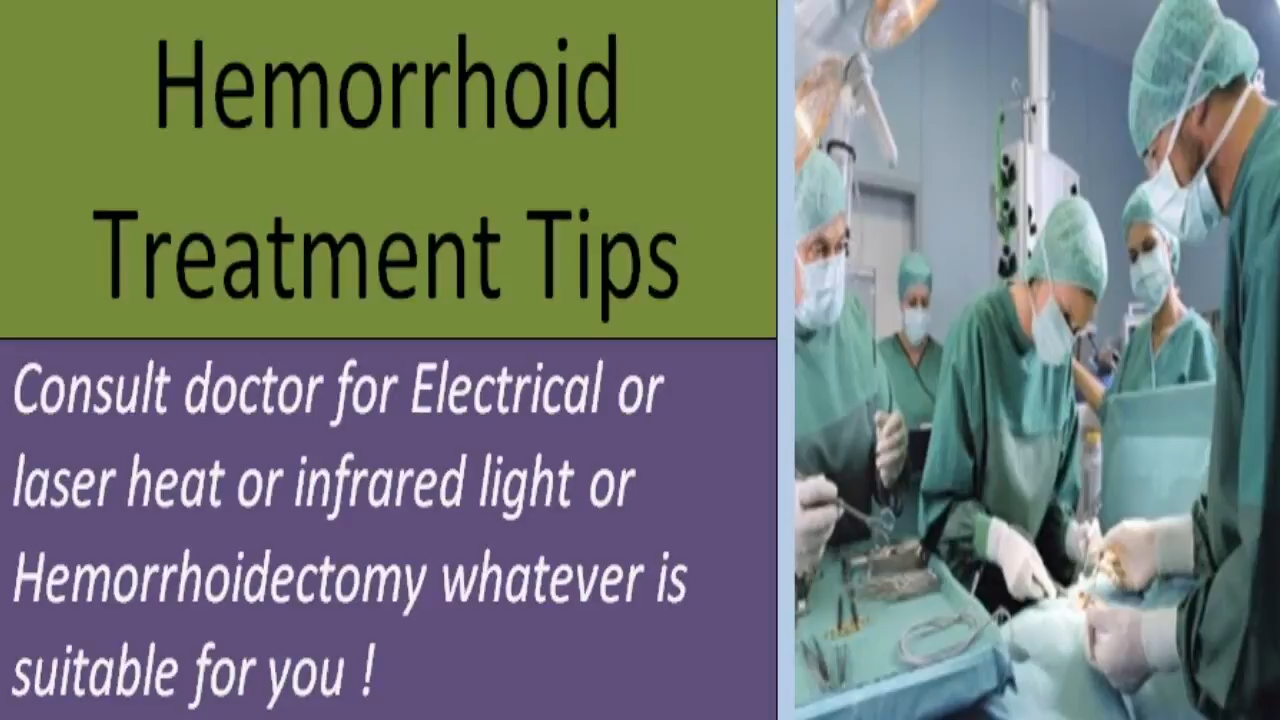 Hemorrhoid
Treatment Tips
Consult doctor for Electrical or
laser heat or infrared light or
Hemorrhoidectomy whatever is
suitable for you !